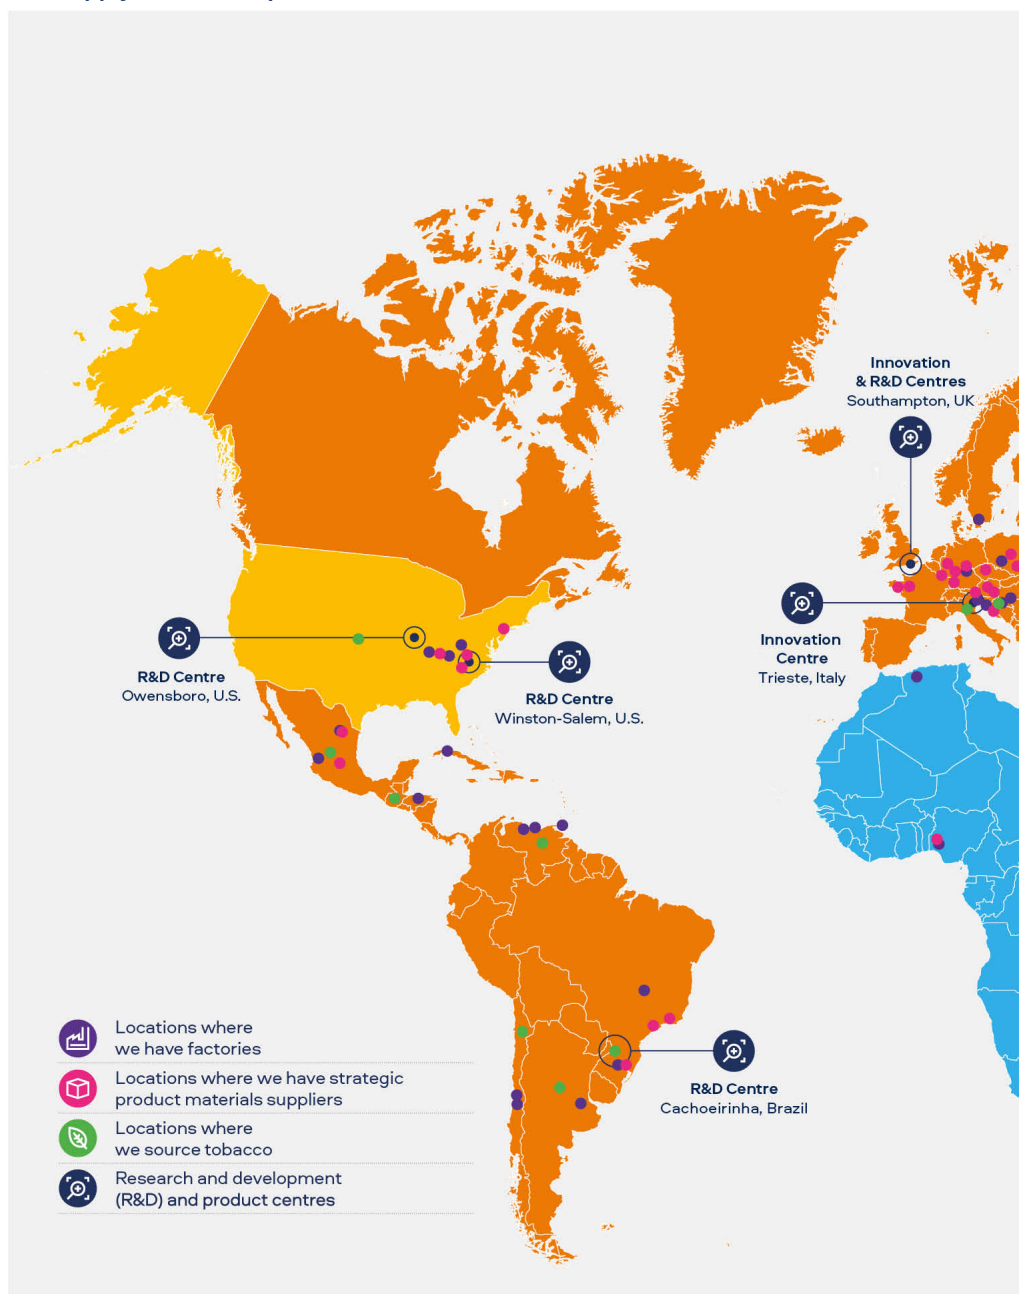 Innovation
& R&D Centres
Southampton, UK
Innovation
Centre
Trieste, Italy
R&D Centre
Owensboro, U.S.
R&D Centre
Winston-Salem, U.S.
R&D Centre
Cachoeirinha, Brazil
Locations where
we have factories
Locations where we have strategic
product materials suppliers
Locations where
we source tobacco
Research and development
(R&D) and product centres